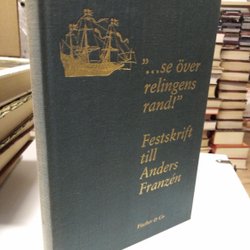 "...se över
relingens
rand!"
Festskrift
till
Anders
Franzén
Fischer & Co